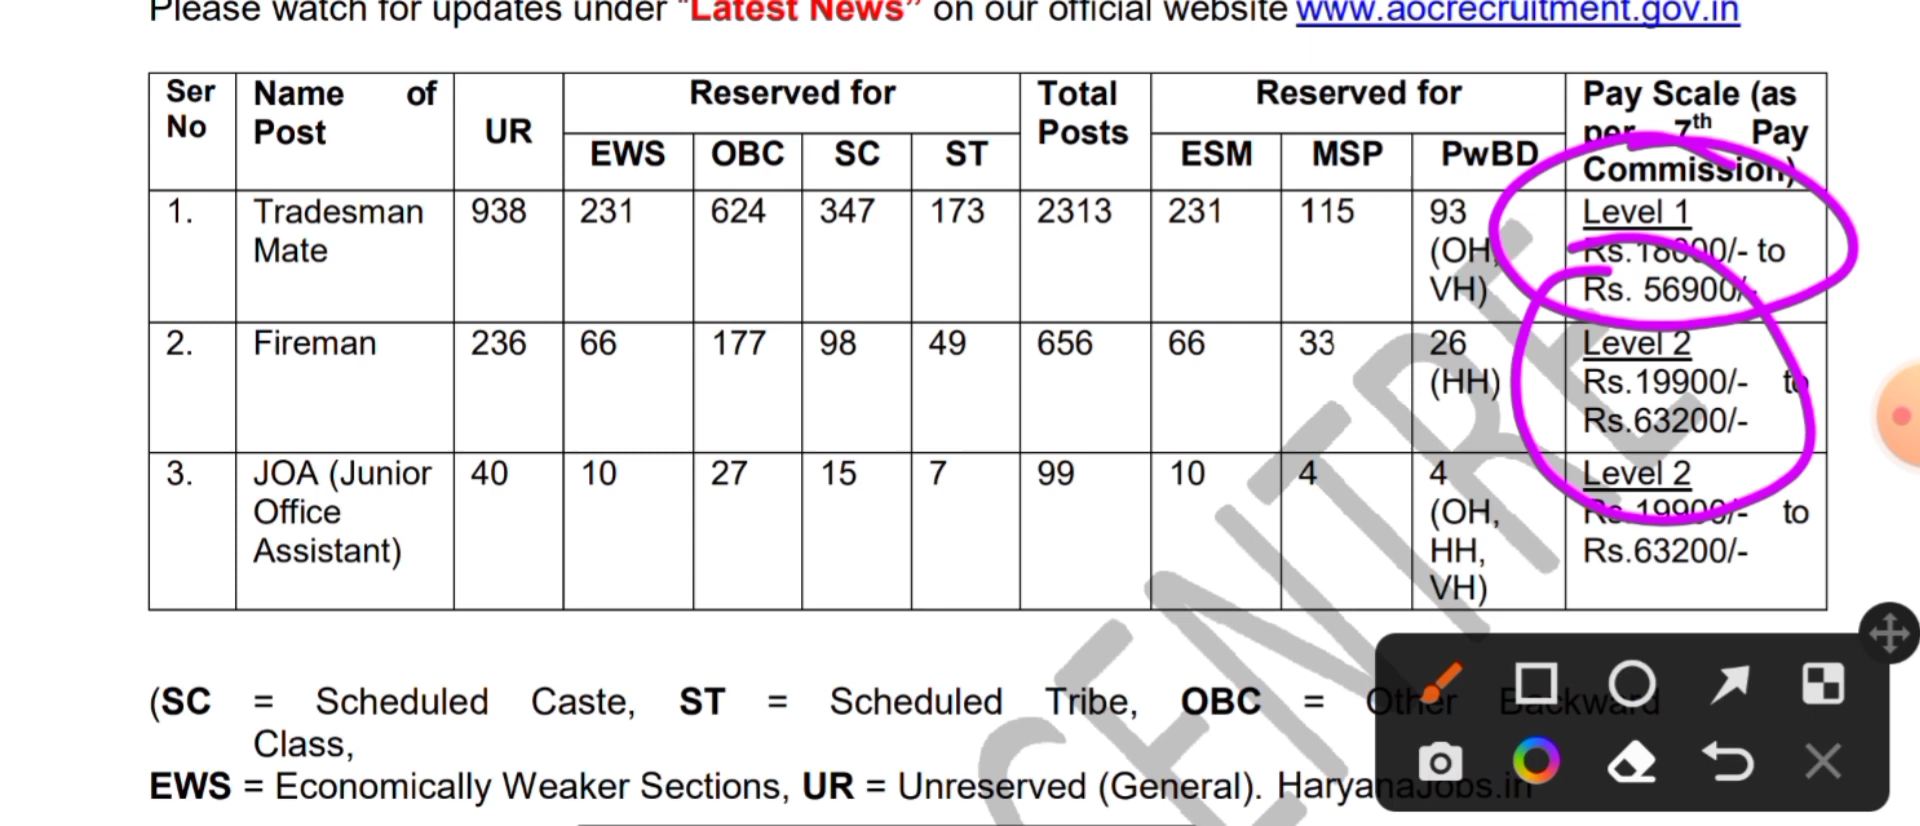 Please watch for updates under "Latest News" on our official website www.aocrecruitment.gov.in
Ser No | Name of Post | UR | Reserved for | Total Posts | Reserved for | Pay Scale (as per 7th Pay Commission)
EWS | OBC | SC | ST | ESM | MSP | PwBD
1. | Tradesman Mate | 938 | 231 | 624 | 347 | 173 | 2313 | 231 | 115 | 93 (OH, VH) | Level 1 Rs.18000/- to Rs. 56900/-
2. | Fireman | 236 | 66 | 177 | 98 | 49 | 656 | 66 | 33 | 26 (HH) | Level 2 Rs.19900/- to Rs.63200/-
3. | JOA (Junior Office Assistant) | 40 | 10 | 27 | 15 | 7 | 99 | 10 | 4 | 4 (OH, HH, VH) | Level 2 Rs.19900/- to Rs.63200/-
(SC = Scheduled Caste, ST = Scheduled Tribe, OBC = Other Backward
Class,
EWS = Economically Weaker Sections, UR = Unreserved (General). HaryanaJobs.in
CENTRE